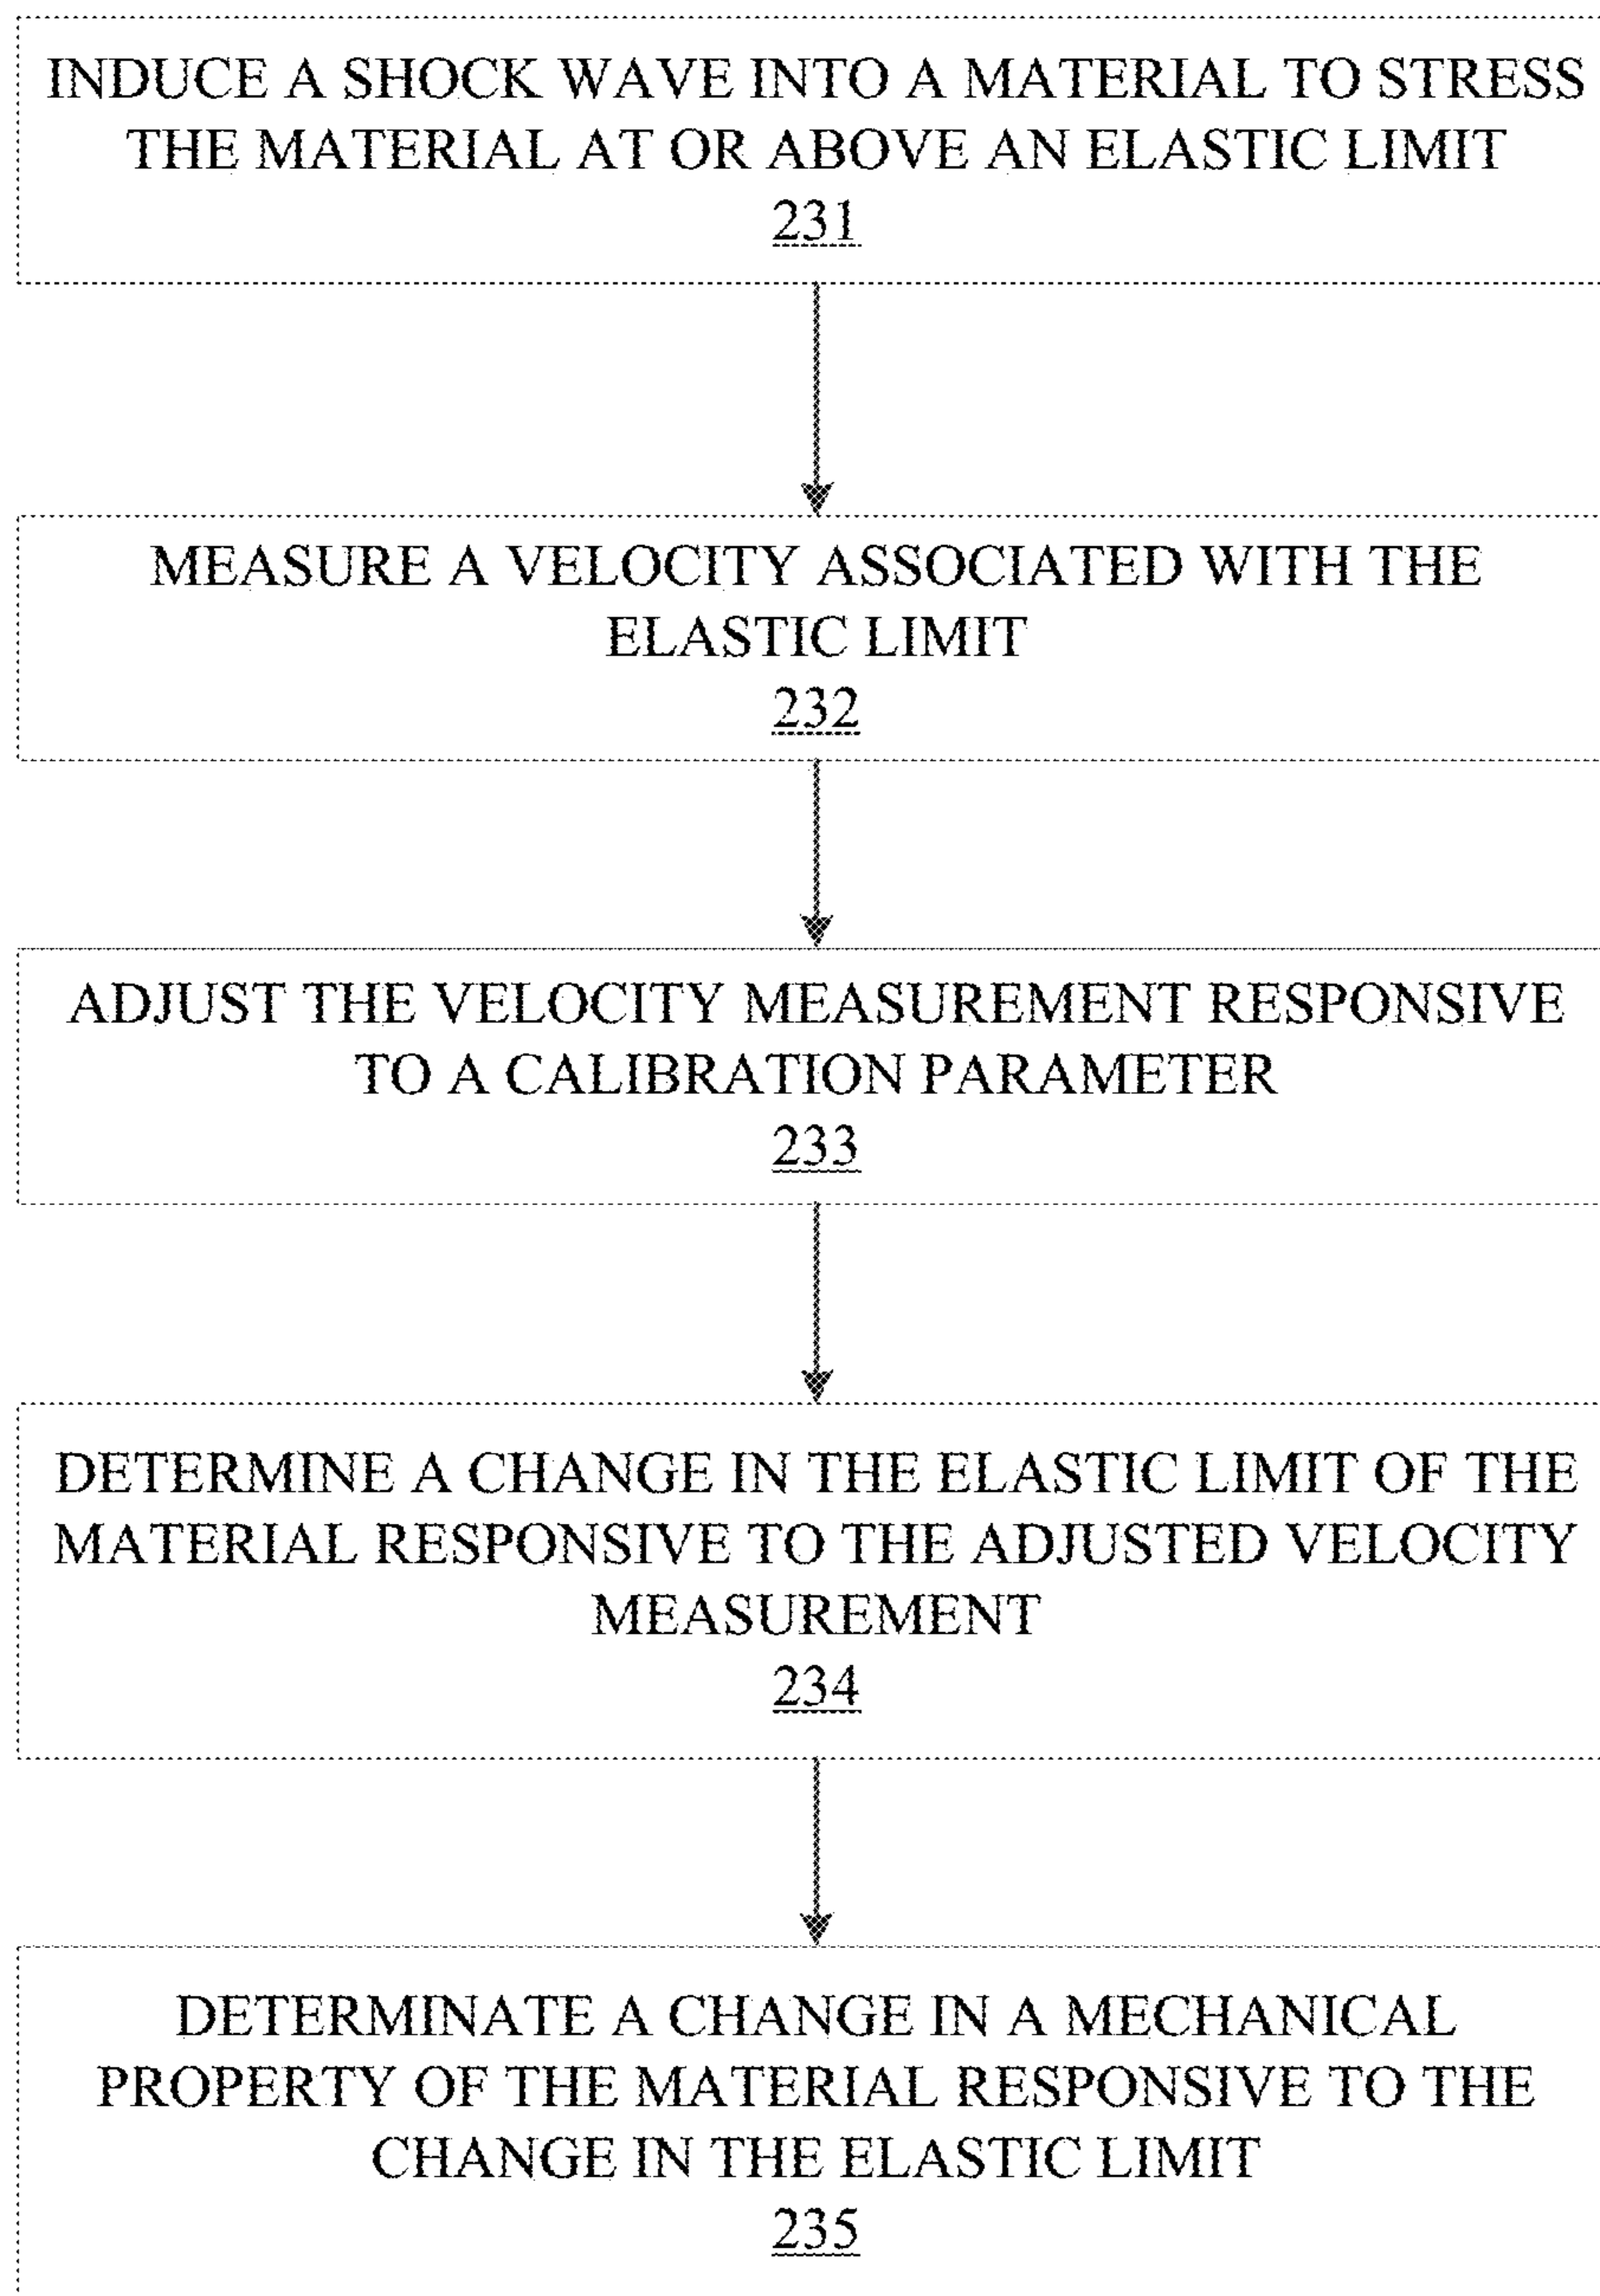 INDUCE A SHOCK WAVE INTO A MATERIAL TO STRESS
THE MATERIAL AT OR ABOVE AN ELASTIC LIMIT
231
MEASURE A VELOCITY ASSOCIATED WITH THE
ELASTIC LIMIT
232
ADJUST THE VELOCITY MEASUREMENT RESPONSIVE
TO A CALIBRATION PARAMETER
233
DETERMINE A CHANGE IN THE ELASTIC LIMIT OF THE
MATERIAL RESPONSIVE TO THE ADJUSTED VELOCITY
MEASUREMENT
234
DETERMINATE A CHANGE IN A MECHANICAL
PROPERTY OF THE MATERIAL RESPONSIVE TO THE
CHANGE IN THE ELASTIC LIMIT
235